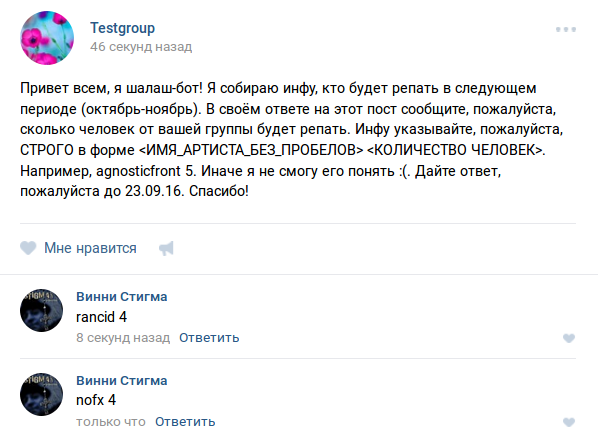 Testgroup
46 секунд назад
Привет всем, я шалаш-бот! Я собираю инфу, кто будет репать в следующем
периоде (октябрь-ноябрь). В своём ответе на этот пост сообщите, пожалуйста,
сколько человек от вашей группы будет репать. Инфу указывайте, пожалуйста,
СТРОГО в форме <ИМЯ_АРТИСТА_БЕЗ_ПРОБЕЛОВ> <КОЛИЧЕСТВО ЧЕЛОВЕК>.
Например, agnosticfront 5. Иначе я не смогу его понять :(. Дайте ответ,
пожалуйста до 23.09.16. Спасибо!
Мне нравится
Винни Стигма
rancid 4
8 секунд назад Ответить
Винни Стигма
nofx 4
только что Ответить